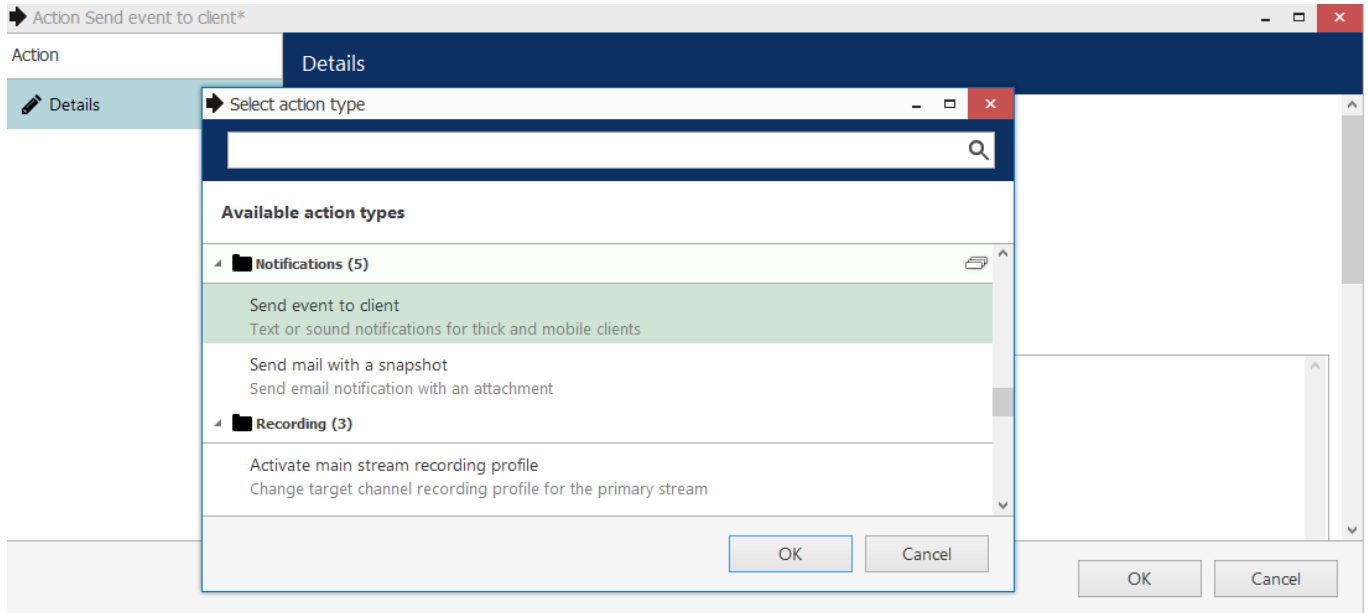 Action Send event to client*
Action
Details
Details
Select action type
Available action types
Notifications (5)
Send event to client
Text or sound notifications for thick and mobile clients
Send mail with a snapshot
Send email notification with an attachment
Recording (3)
Activate main stream recording profile
Change target channel recording profile for the primary stream
OK
Cancel
OK
Cancel